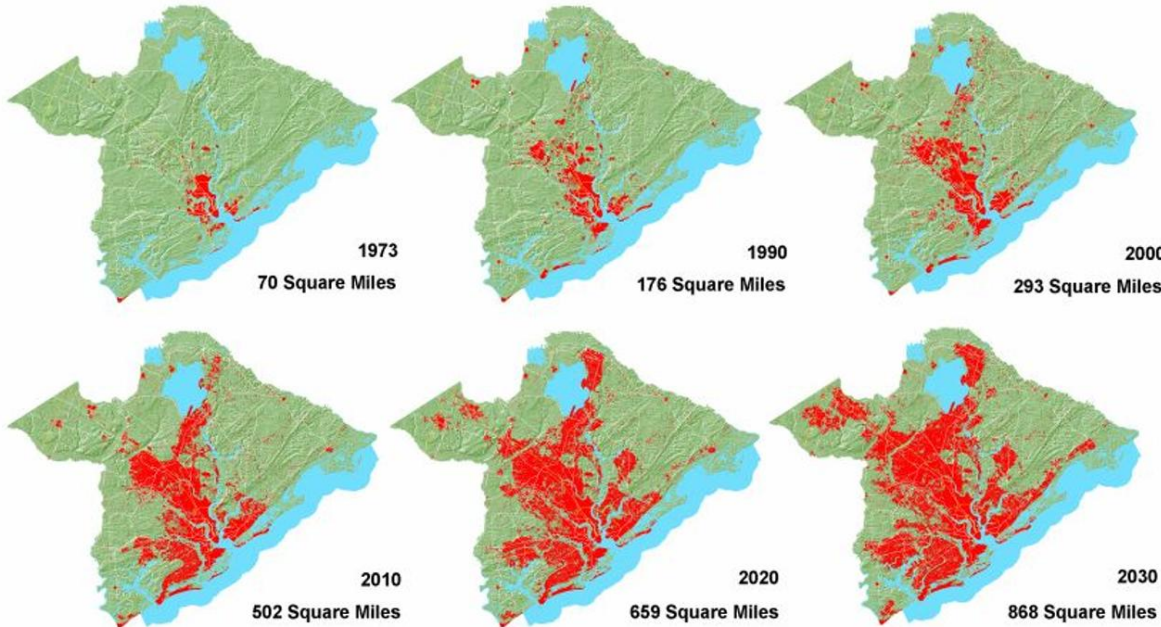 1973
70 Square Miles
1990
176 Square Miles
2000
293 Square Miles
2010
502 Square Miles
2020
659 Square Miles
2030
868 Square Miles